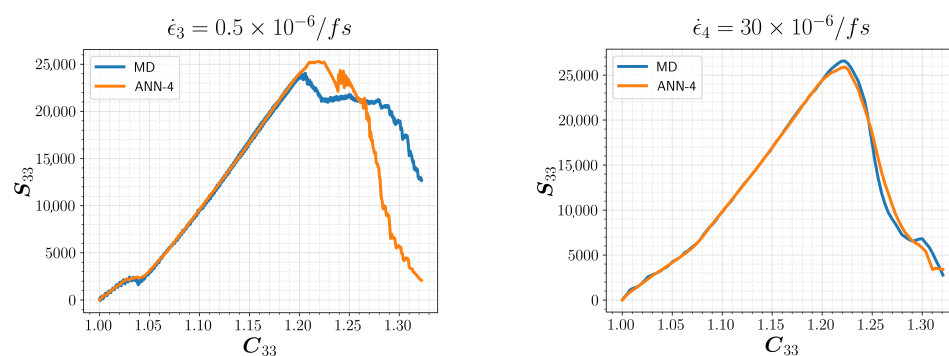 ϵ̇₃ = 0.5 × 10⁻⁶/fs
25,000
20,000
15,000
10,000
5000
0
S₃₃
MD
ANN-4
1.00 1.05 1.10 1.15 1.20 1.25 1.30
C₃₃
ϵ̇₄ = 30 × 10⁻⁶/fs
25,000
20,000
15,000
10,000
5000
0
S₃₃
MD
ANN-4
1.00 1.05 1.10 1.15 1.20 1.25 1.30
C₃₃